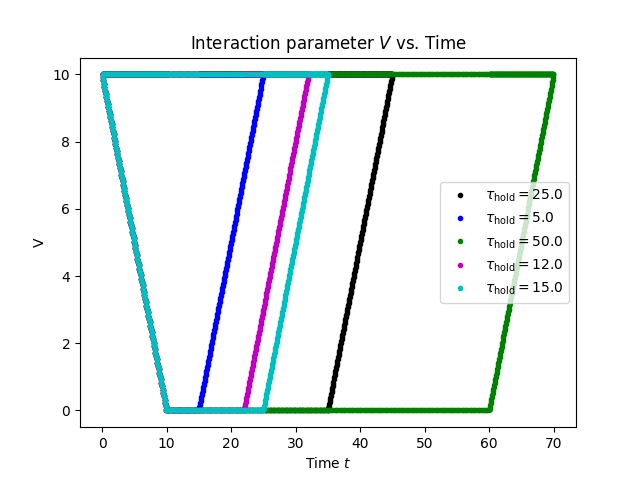 Interaction parameter V vs. Time
V
10
8
6
4
2
0
τhold = 25.0
τhold = 5.0
τhold = 50.0
τhold = 12.0
τhold = 15.0
0 10 20 30 40 50 60 70
Time t